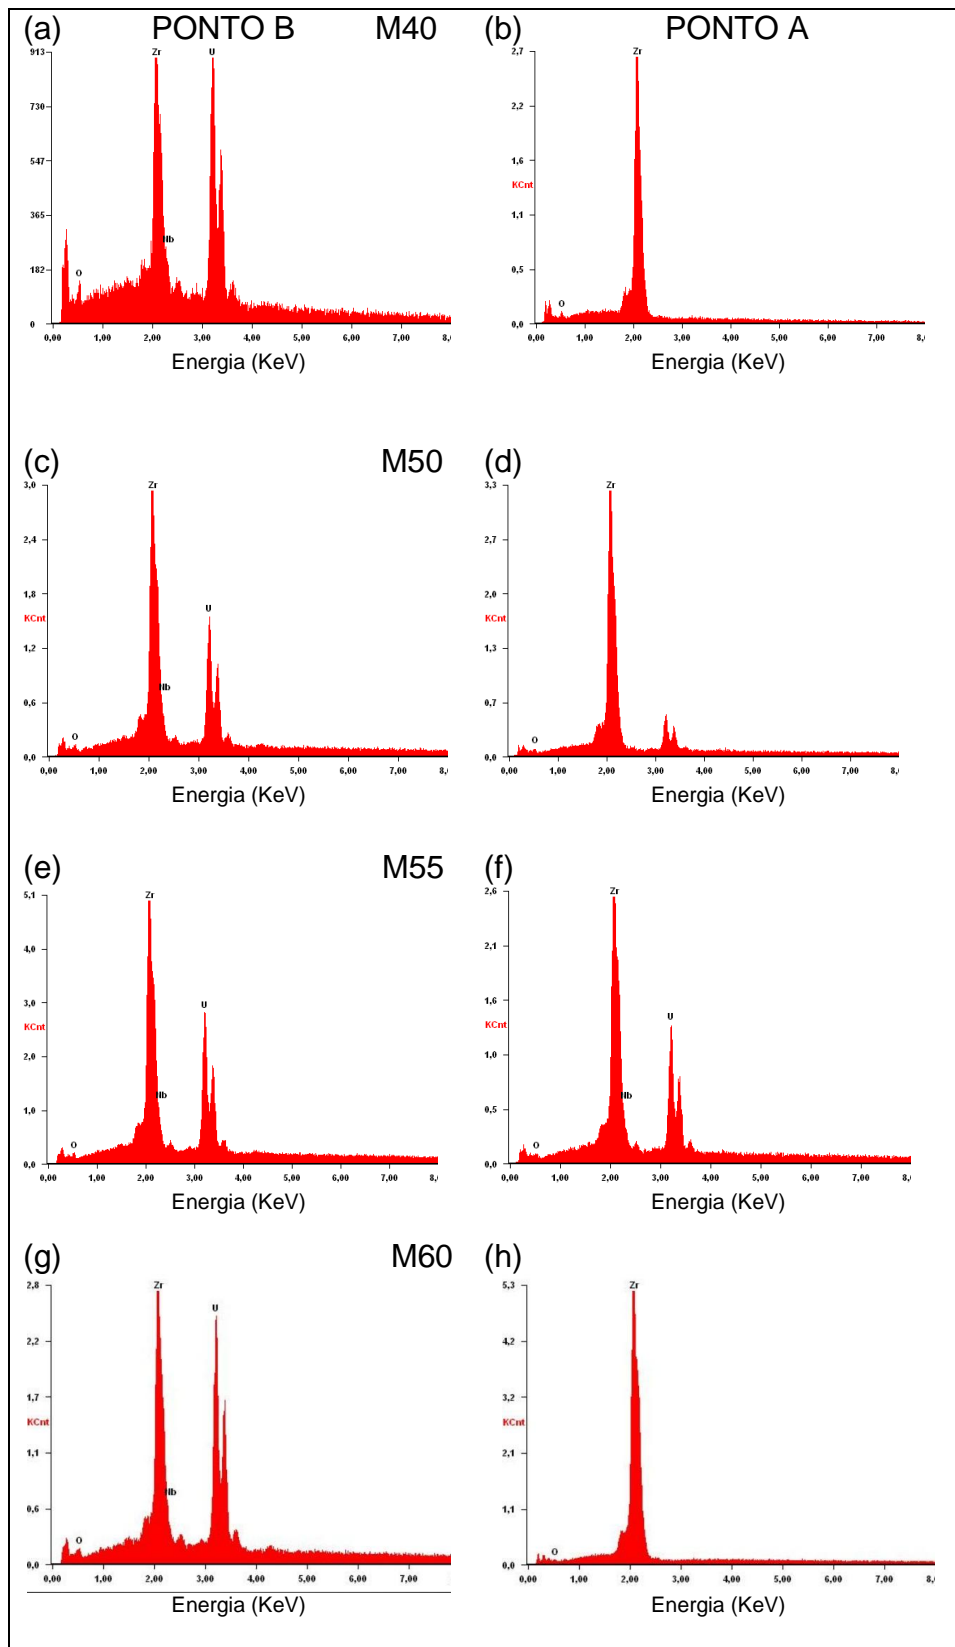 (a) PONTO B M40 (b) PONTO A
Zr U
913
730
547
365
182
0
Nb
O
0,00 1,00 2,00 3,00 4,00 5,00 6,00 7,00 8,
Energia (KeV)
Zr
2,7
2,2
1,6
KCnt
1,1
0,5
0,0
O
0,00 1,00 2,00 3,00 4,00 5,00 6,00 7,00 8,
Energia (KeV)
(c) M50 (d)
Zr
3,0
2,4
1,8
U
KCnt
1,2
Nb
0,6
O
0,0
0,00 1,00 2,00 3,00 4,00 5,00 6,00 7,00 8,
Energia (KeV)
Zr
3,3
2,7
2,0
KCnt
1,3
0,7
O
0,0
0,00 1,00 2,00 3,00 4,00 5,00 6,00 7,00 8,
Energia (KeV)
(e) M55 (f)
Zr
5,1
4,0
3,0
U
KCnt
2,0
Nb
1,0
O
0,0
0,00 1,00 2,00 3,00 4,00 5,00 6,00 7,00 8,
Energia (KeV)
Zr
2,6
2,1
1,6
U
KCnt
1,0
Nb
0,5
O
0,0
0,00 1,00 2,00 3,00 4,00 5,00 6,00 7,00 8,
Energia (KeV)
(g) M60 (h)
Zr
2,8
U
2,2
1,7
KCnt
1,1
Nb
0,6
O
0,0
0,00 1,00 2,00 3,00 4,00 5,00 6,00 7,00
Energia (KeV)
Zr
5,3
4,2
3,2
KCnt
2,1
1,1
O
0,0
0,00 1,00 2,00 3,00 4,00 5,00 6,00 7,00 8,
Energia (KeV)